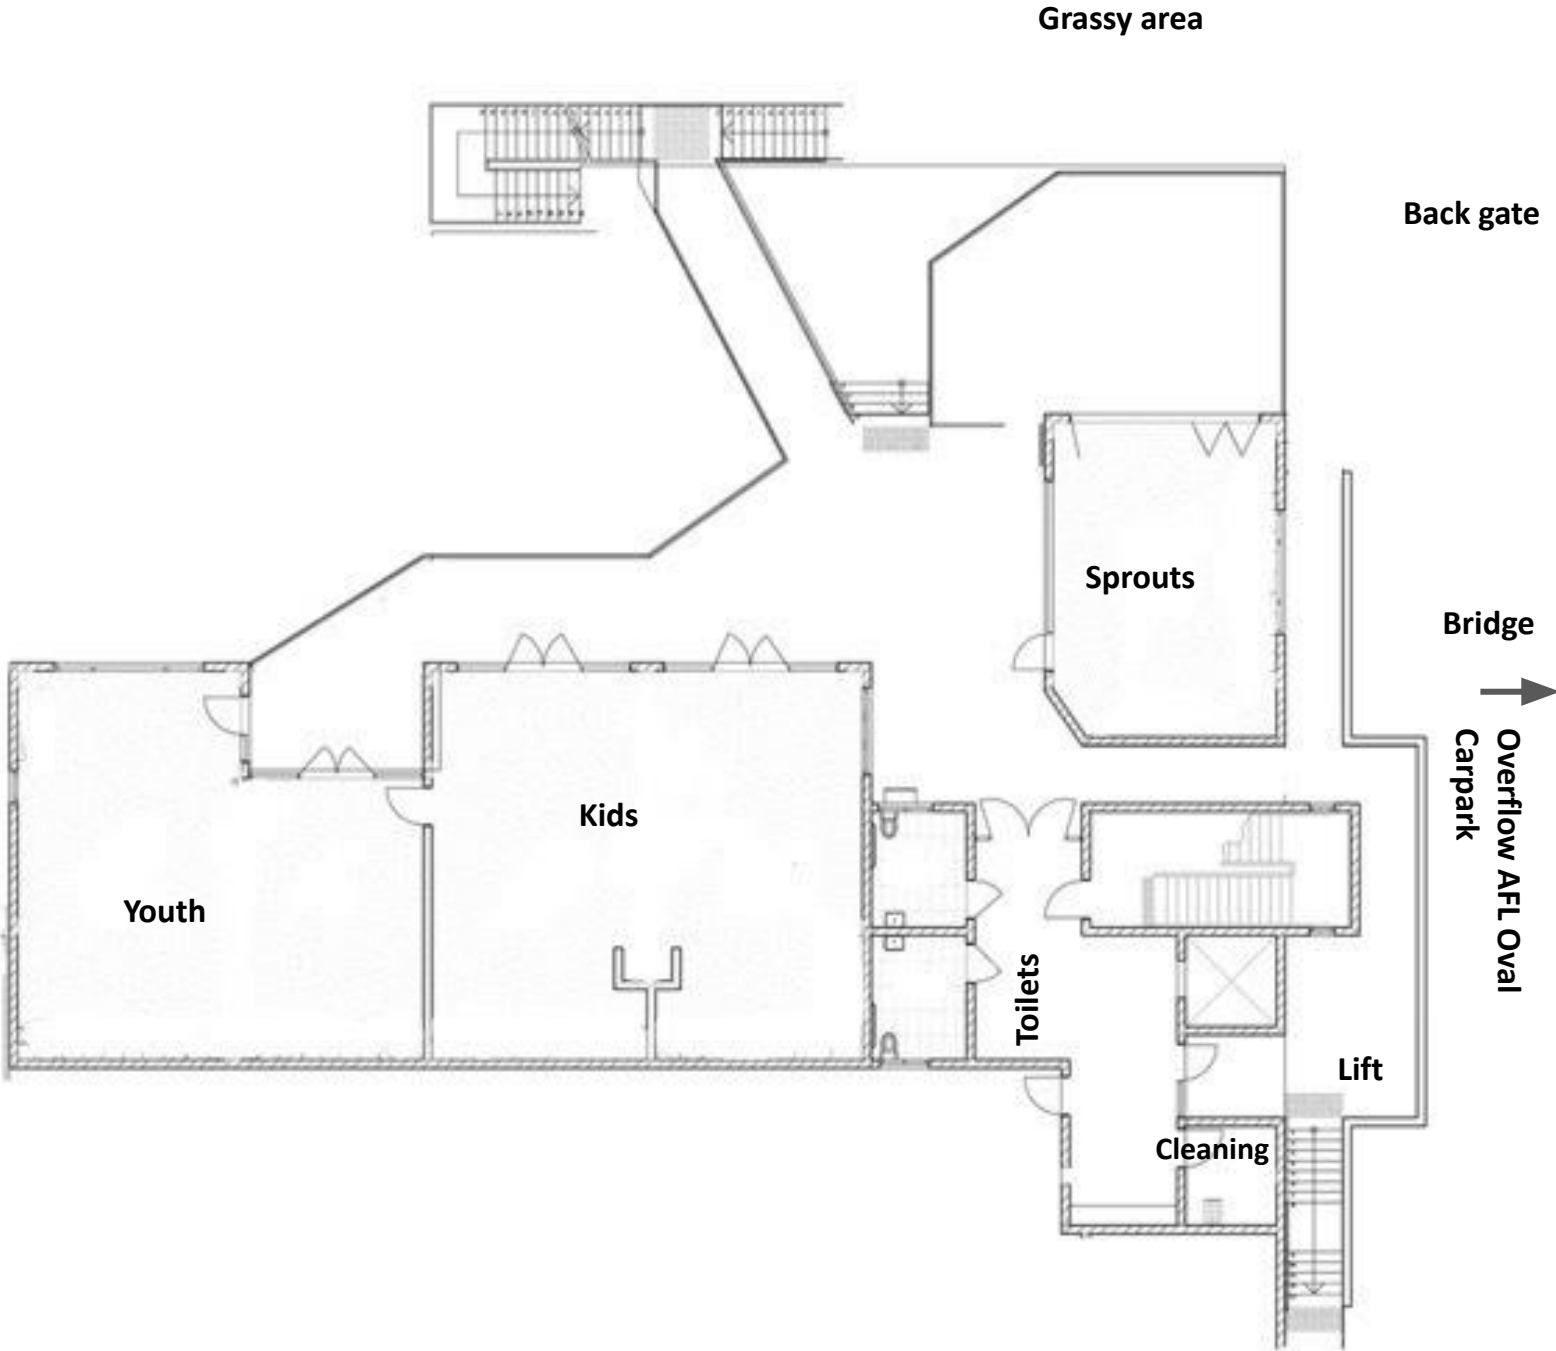 Grassy area
Back gate
Sprouts
Bridge
Overflow AFL Oval
Carpark
Kids
Youth
Toilets
Lift
Cleaning